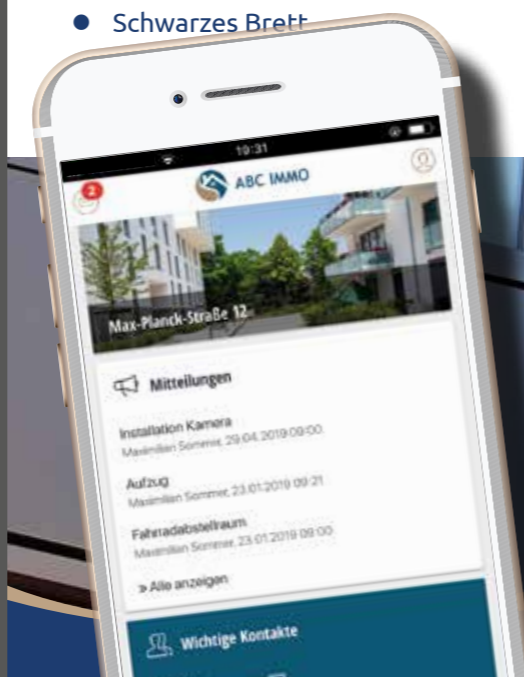 Schwarzes Brett
19:31
2
ABC IMMO
Max-Planck-Straße 12
Mitteilungen
Installation Kamera
Maximilian Sommer, 29.04.2019 09:00
Aufzug
Maximilian Sommer, 23.01.2019 09:21
Fahrradabstellraum
Maximilian Sommer, 23.01.2019 09:00
» Alle anzeigen
Wichtige Kontakte